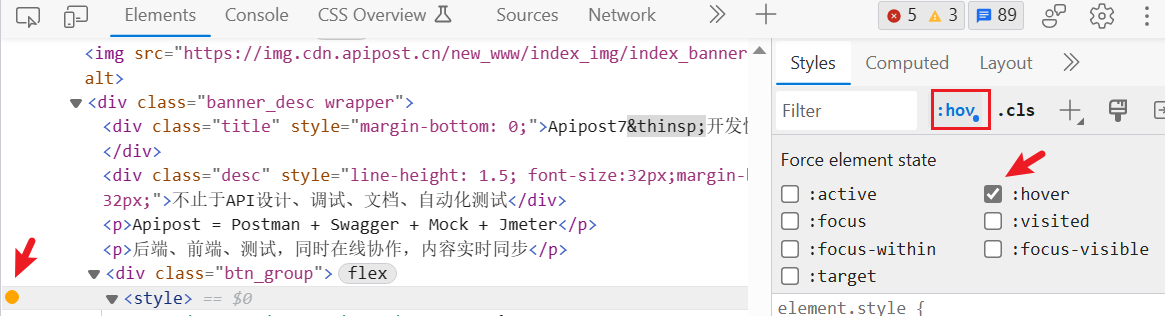 Elements Console CSS Overview Sources Network 5 3 89
<img src="https://img.cdn.apipost.cn/new_www/index_img/index_banner
alt>
<div class="banner_desc wrapper">
<div class="title" style="margin-bottom: 0;">Apipost7&thinsp;开发
</div>
<div class="desc" style="line-height: 1.5; font-size:32px;margin-
32px;">不止于API设计、调试、文档、自动化测试</div>
<p>Apipost = Postman + Swagger + Mock + Jmeter</p>
<p>后端、前端、测试，同时在线协作，内容实时同步</p>
<div class="btn_group"> flex
<style> == $0
Styles Computed Layout
Filter :hov .cls
Force element state
:active :hover
:focus :visited
:focus-within :focus-visible
:target
element.style {